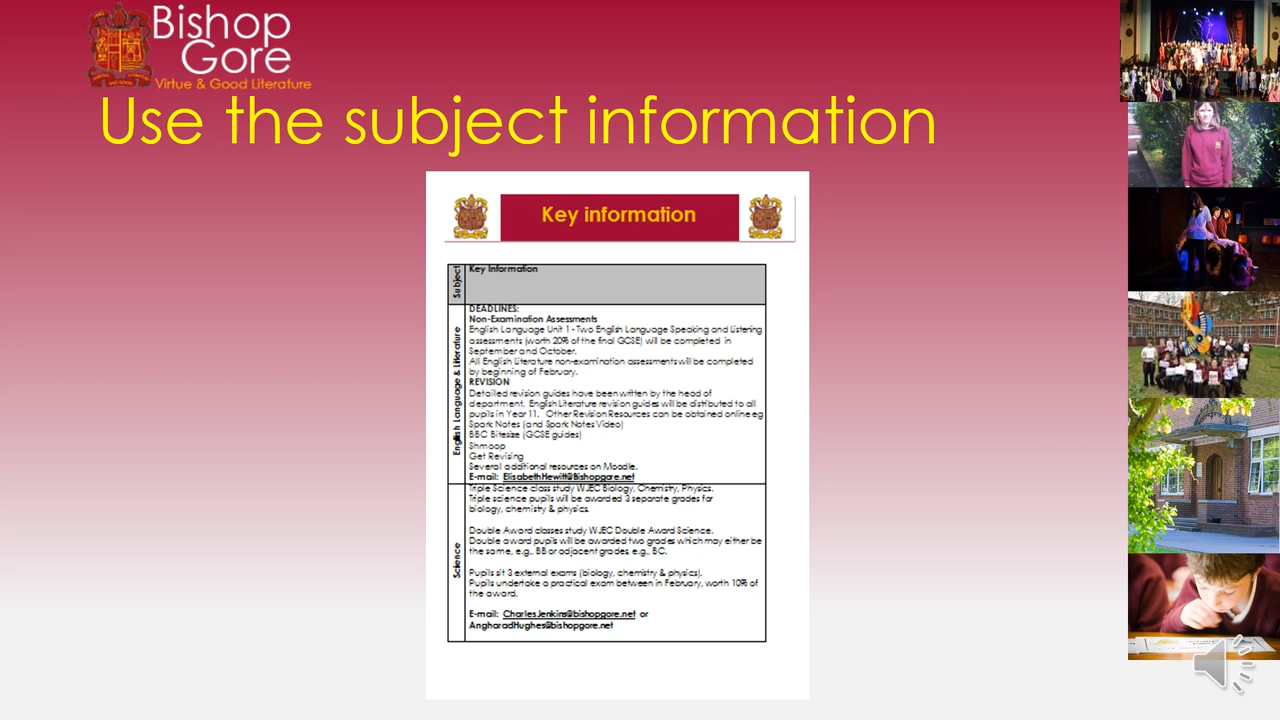 Bishop
Gore
Virtue & Good Literature
Use the subject information
Key information
Subject
Key Information
English Language & Literature
DEADLINES:
Non-Examination Assessments
English Language Unit 1 - Two English Language Speaking and Listening
assessments (worth 20% of the final GCSE) will be completed in
September and October.
All English Literature non-examination assessments will be completed
by beginning of February.
REVISION
Detailed revision guides have been written by the head of
department. English Literature revision guides will be distributed to all
pupils in Year 11. Other Revision Resources can be obtained online eg
Spark Notes (and Spark Notes Video)
BBC Bitesize (GCSE guides)
Shmoop
Get Revising
Several additional resources on Moodle.
E-mail: ElisabethHewitt@Bishopgore.net
Science
Triple Science class study WJEC Biology, Chemistry, Physics.
Triple science pupils will be awarded 3 separate grades for
biology, chemistry & physics.
Double Award classes study WJEC Double Award Science.
Double award pupils will be awarded two grades which may either be
the same, e.g., BB or adjacent grades, e.g., BC.
Pupils sit 3 external exams (biology, chemistry & physics).
Pupils undertake a practical exam between in February, worth 10% of
the award.
E-mail: CharlesJenkins@bishopgore.net or
AngharadHughes@bishopgore.net